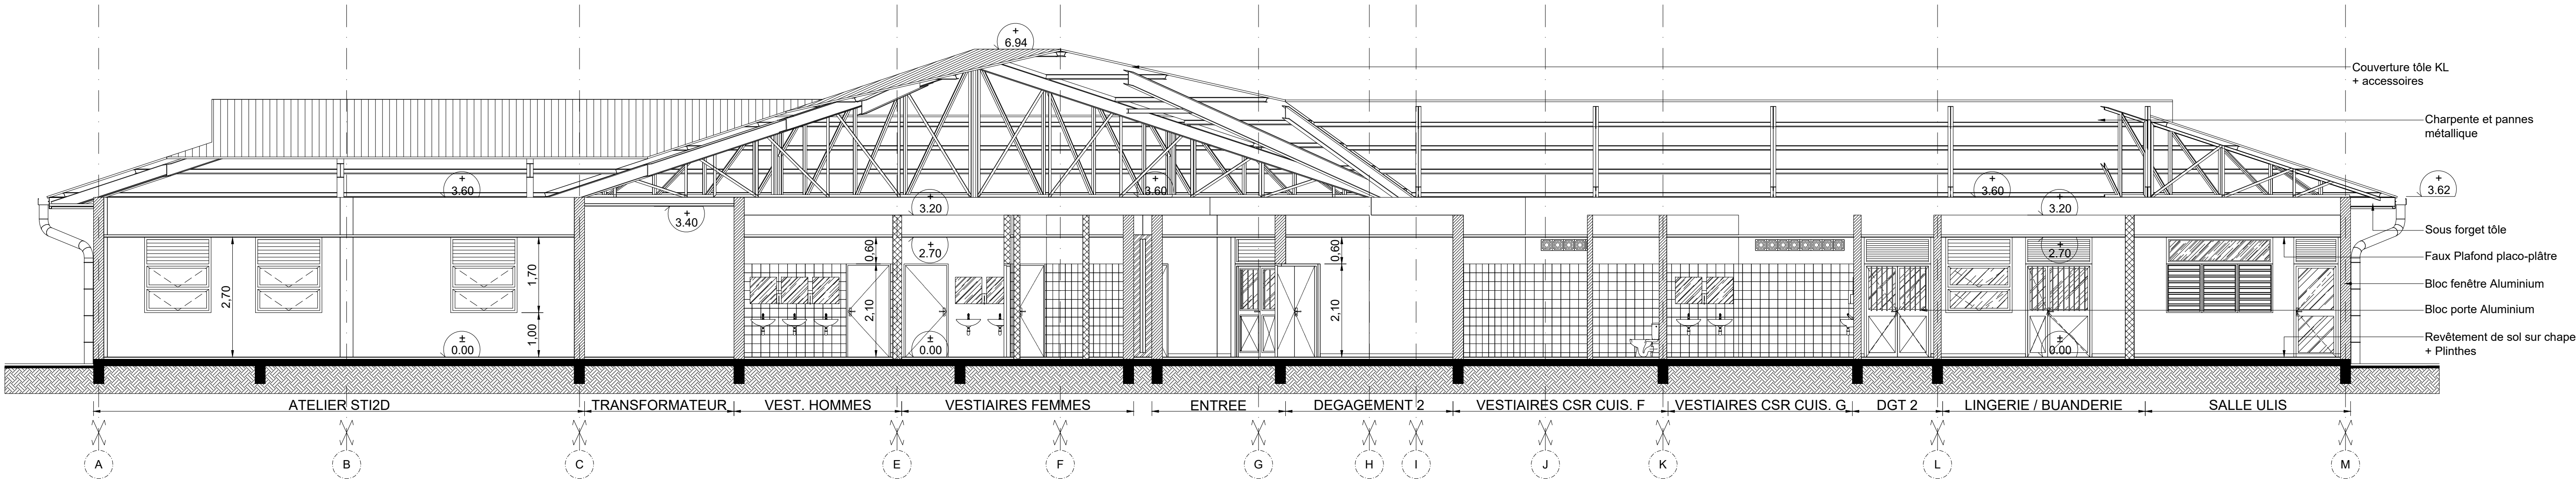 +
6.94
Couverture tôle KL
+ accessoires
Charpente et pannes
métallique
+
3.60
+
3.60
+
3.60
+
3.62
+
3.20
+
3.20
+
3.40
Sous forget tôle
+
2.70
+
2.70
0,60
0,60
Faux Plafond placo-plâtre
2,70
1,70
2,10
2,10
Bloc fenêtre Aluminium
Bloc porte Aluminium
1,00
±
0.00
±
0.00
±
0.00
Revêtement de sol sur chape
+ Plinthes
ATELIER STI2D
TRANSFORMATEUR
VEST. HOMMES
VESTIAIRES FEMMES
ENTREE
DEGAGEMENT 2
VESTIAIRES CSR CUIS. F
VESTIAIRES CSR CUIS. G
DGT 2
LINGERIE / BUANDERIE
SALLE ULIS
A
B
C
E
F
G
H
I
J
K
L
M